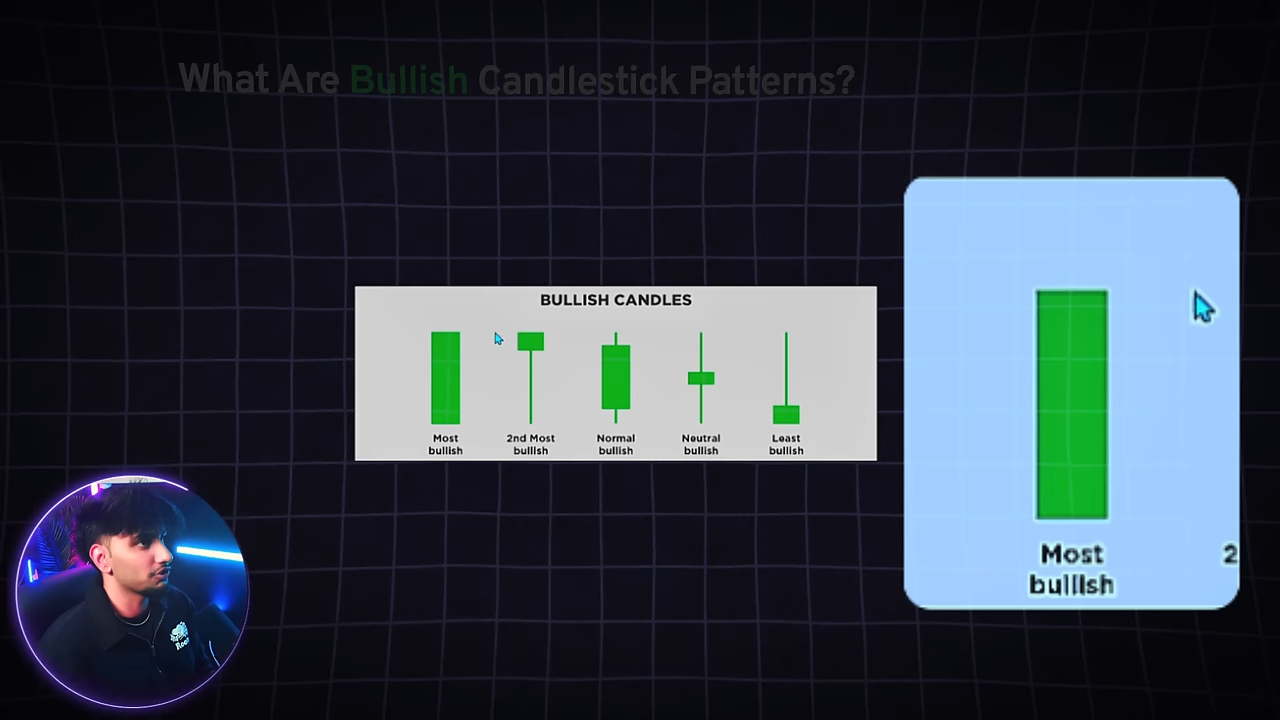 What Are Bullish Candlestick Patterns?
BULLISH CANDLES
Most
bullish
2nd Most
bullish
Normal
bullish
Neutral
bullish
Least
bullish
Most
bullish
2